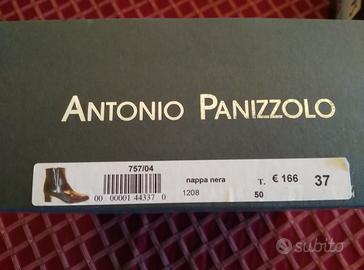 ANTONIO PANIZZOLO
757/04
00 00001 44337 0
nappa nera
1208
T. € 166 37
50
subito